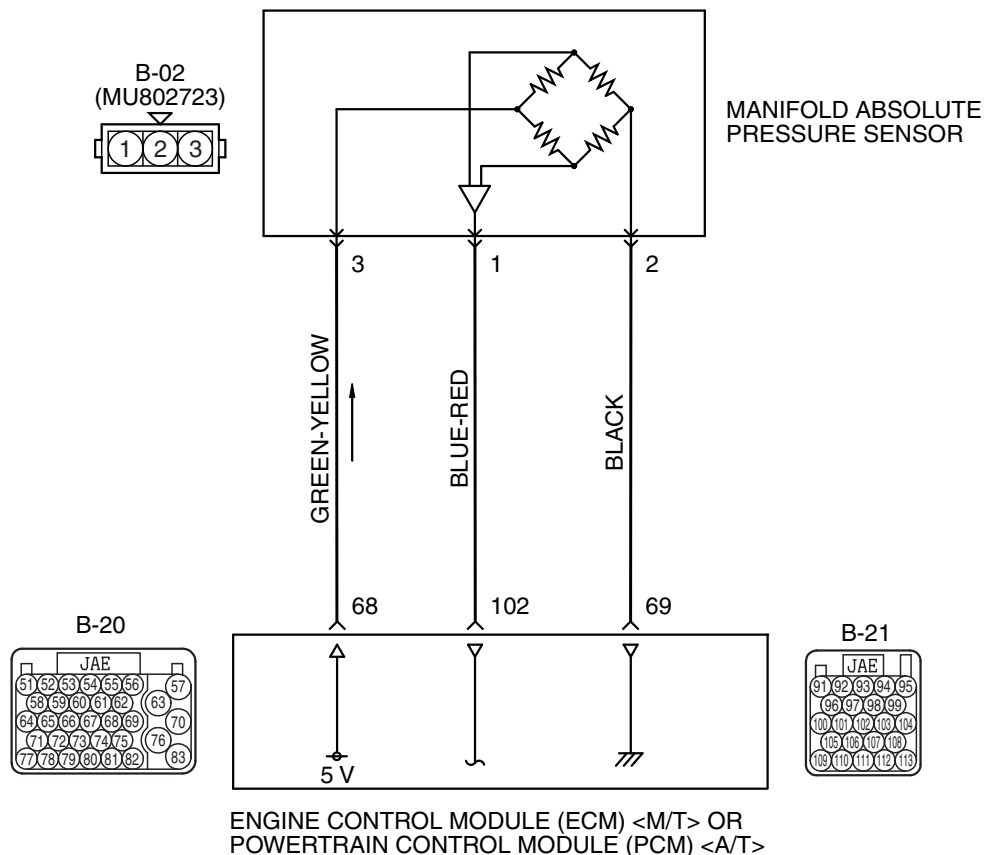 B-02
(MU802723)
1 2 3
MANIFOLD ABSOLUTE
PRESSURE SENSOR
3 1 2
GREEN-YELLOW
BLUE-RED
BLACK
68 102 69
B-20
JAE
51 52 53 54 55 56 57
58 59 60 61 62 63
64 65 66 67 68 69 70
71 72 73 74 75 76
77 78 79 80 81 82 83
5 V
B-21
JAE
91 92 93 94 95
96 97 98 99
100 101 102 103 104
105 106 107 108
109 110 111 112 113
ENGINE CONTROL MODULE (ECM) <M/T> OR
POWERTRAIN CONTROL MODULE (PCM) <A/T>